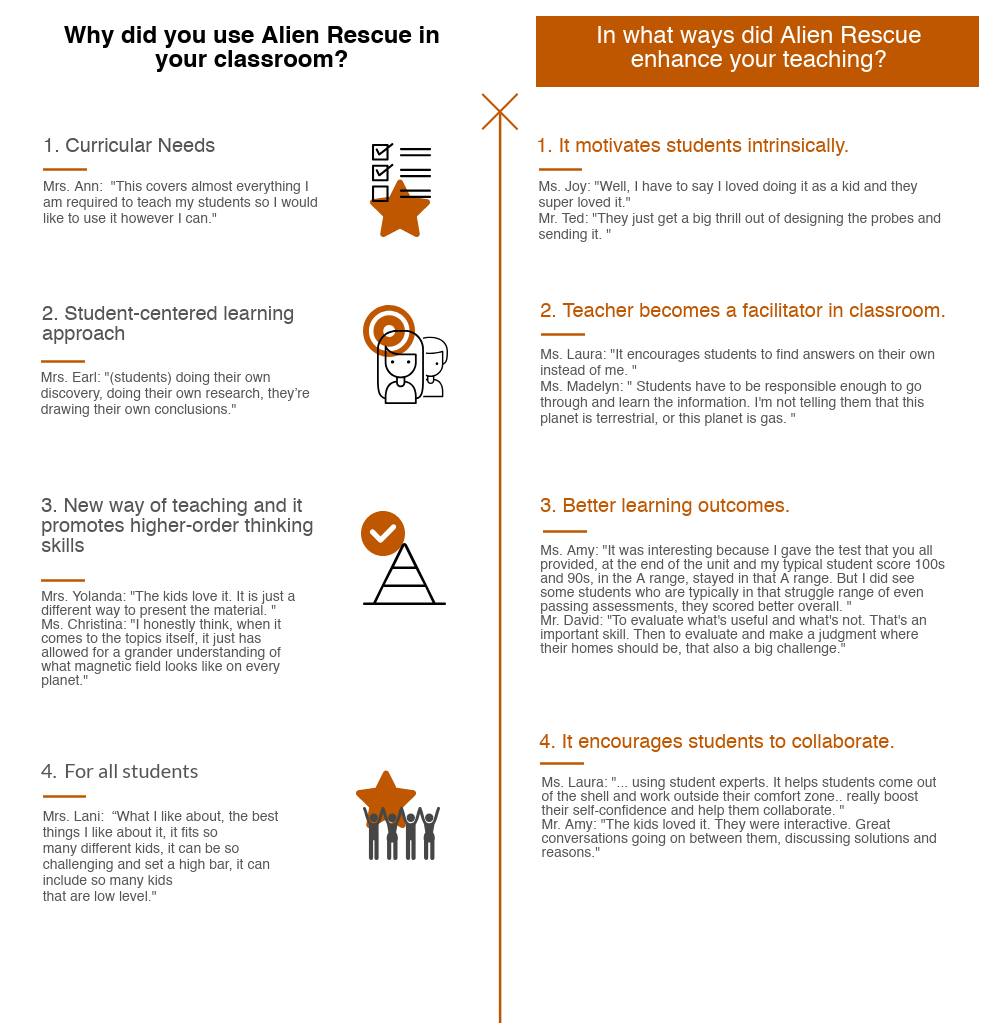 Why did you use Alien Rescue in
your classroom?
1. Curricular Needs
Mrs. Ann:  "This covers almost everything I
am required to teach my students so I would
like to use it however I can."
2. Student-centered learning
approach
Mrs. Earl: "(students) doing their own
discovery, doing their own research, they’re
drawing their own conclusions."
3. New way of teaching and it
promotes higher-order thinking
skills
Mrs. Yolanda: "The kids love it. It is just a
different way to present the material. "
Ms. Christina: "I honestly think, when it
comes to the topics itself, it just has
allowed for a grander understanding of
what magnetic field looks like on every
planet."
4. For all students
Mrs. Lani:  “What I like about, the best
things I like about it, it fits so
many different kids, it can be so
challenging and set a high bar, it can
include so many kids
that are low level."
In what ways did Alien Rescue
enhance your teaching?
1. It motivates students intrinsically.
Ms. Joy: "Well, I have to say I loved doing it as a kid and they
super loved it."
Mr. Ted: "They just get a big thrill out of designing the probes and
sending it. "
2. Teacher becomes a facilitator in classroom.
Ms. Laura: "It encourages students to find answers on their own
instead of me. "
Ms. Madelyn: " Students have to be responsible enough to go
through and learn the information. I'm not telling them that this
planet is terrestrial, or this planet is gas. "
3. Better learning outcomes.
Ms. Amy: "It was interesting because I gave the test that you all
provided, at the end of the unit and my typical student score 100s
and 90s, in the A range, stayed in that A range. But I did see
some students who are typically in that struggle range of even
passing assessments, they scored better overall. "
Mr. David: "To evaluate what's useful and what's not. That's an
important skill. Then to evaluate and make a judgment where
their homes should be, that also a big challenge."
4. It encourages students to collaborate.
Ms. Laura: "... using student experts. It helps students come out
of the shell and work outside their comfort zone.. really boost
their self-confidence and help them collaborate. "
Mr. Amy: "The kids loved it. They were interactive. Great
conversations going on between them, discussing solutions and
reasons."